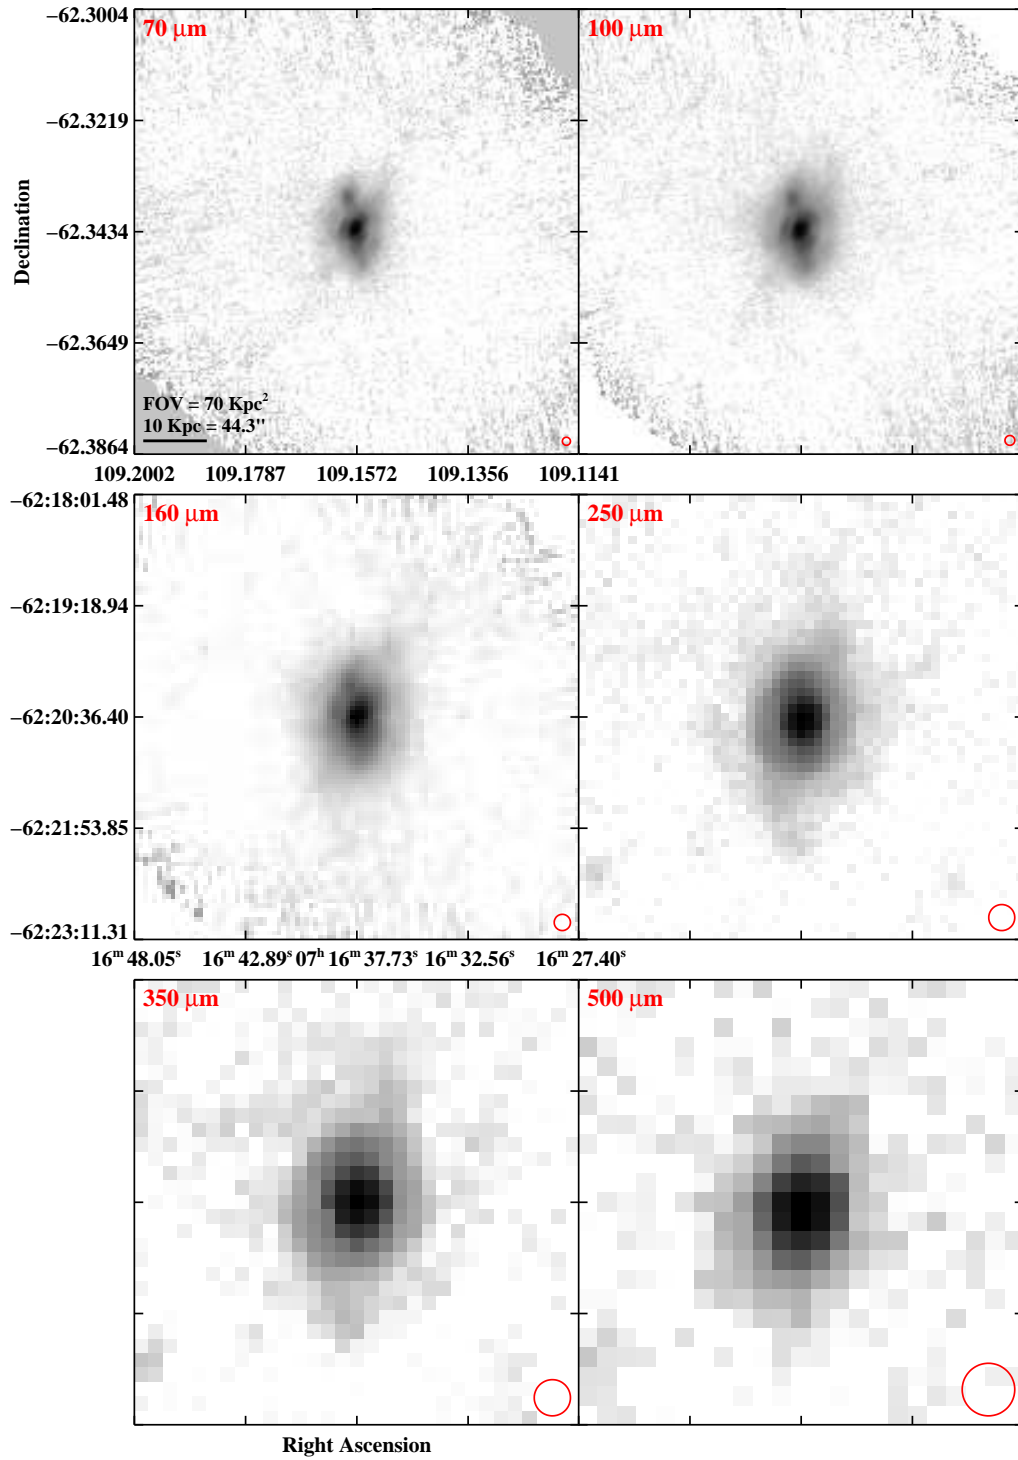 −62.3004
70 µm
100 µm
−62.3219
Declination
−62.3434
−62.3649
FOV = 70 Kpc²
10 Kpc = 44.3"
−62.3864
109.2002 109.1787 109.1572 109.1356 109.1141
−62:18:01.48
160 µm
250 µm
−62:19:18.94
−62:20:36.40
−62:21:53.85
−62:23:11.31
16ᵐ 48.05ˢ 16ᵐ 42.89ˢ 07ʰ 16ᵐ 37.73ˢ 16ᵐ 32.56ˢ 16ᵐ 27.40ˢ
350 µm
500 µm
Right Ascension